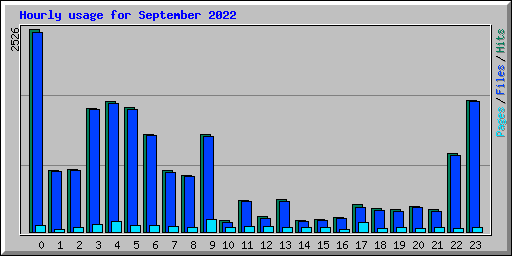 Hourly usage for September 2022
2526
Pages/Files/Hits
0 1 2 3 4 5 6 7 8 9 10 11 12 13 14 15 16 17 18 19 20 21 22 23